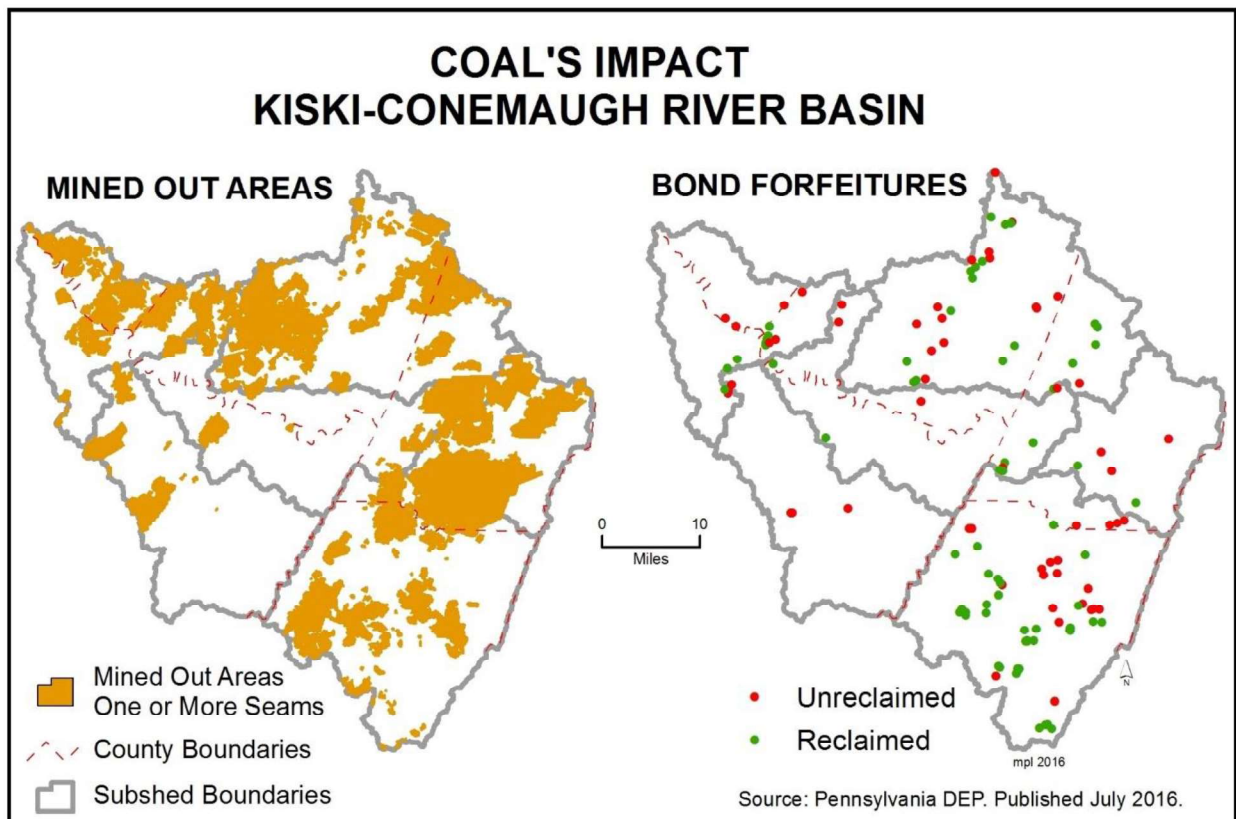 COAL'S IMPACT
KISKI-CONEMAUGH RIVER BASIN
MINED OUT AREAS
BOND FORFEITURES
0 10
Miles
Mined Out Areas
One or More Seams
County Boundaries
Subshed Boundaries
N
Unreclaimed
Reclaimed
mpl 2016
Source: Pennsylvania DEP. Published July 2016.